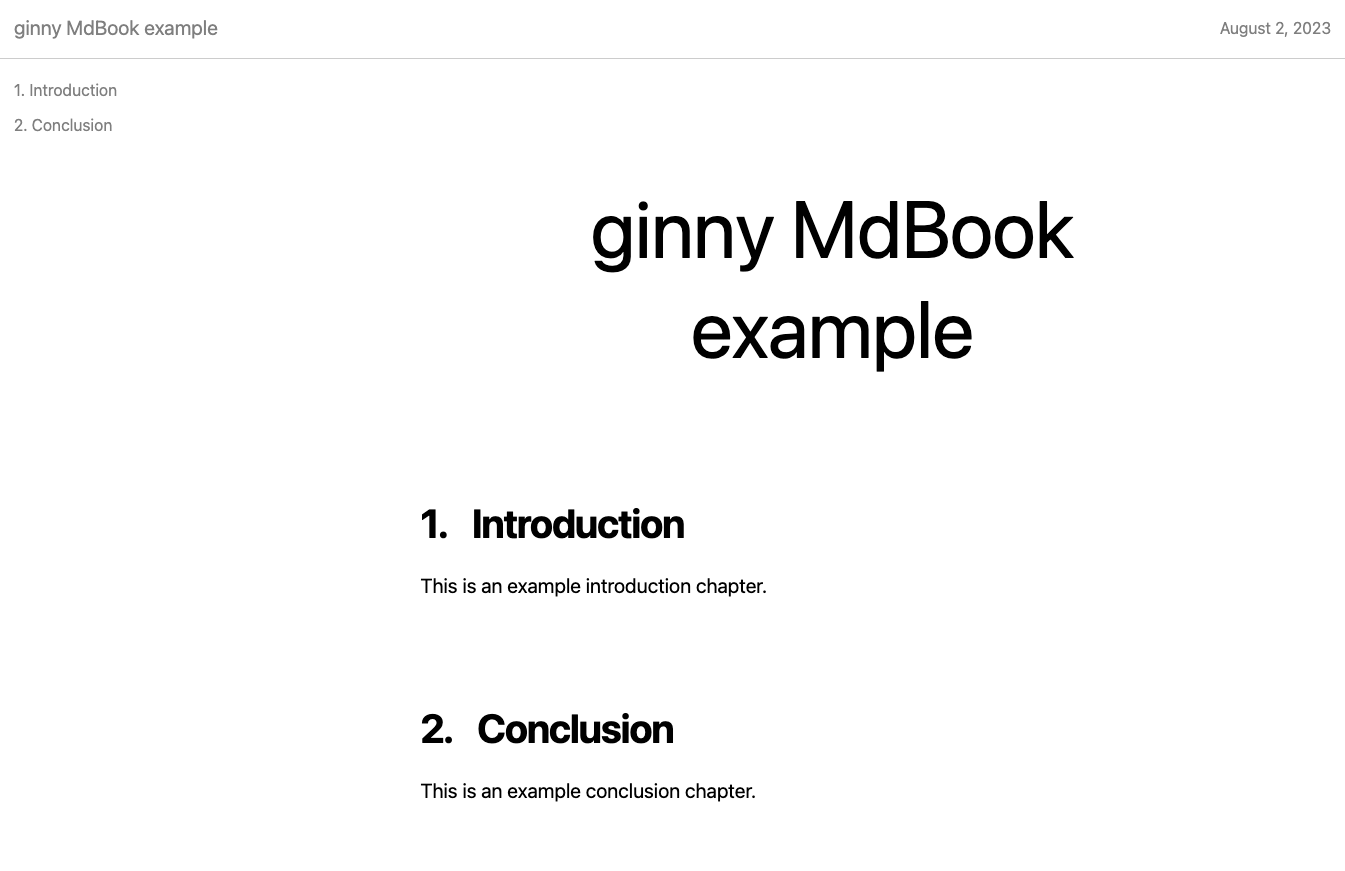 ginny MdBook example
August 2, 2023
1. Introduction
2. Conclusion
ginny MdBook
example
1. Introduction
This is an example introduction chapter.
2. Conclusion
This is an example conclusion chapter.